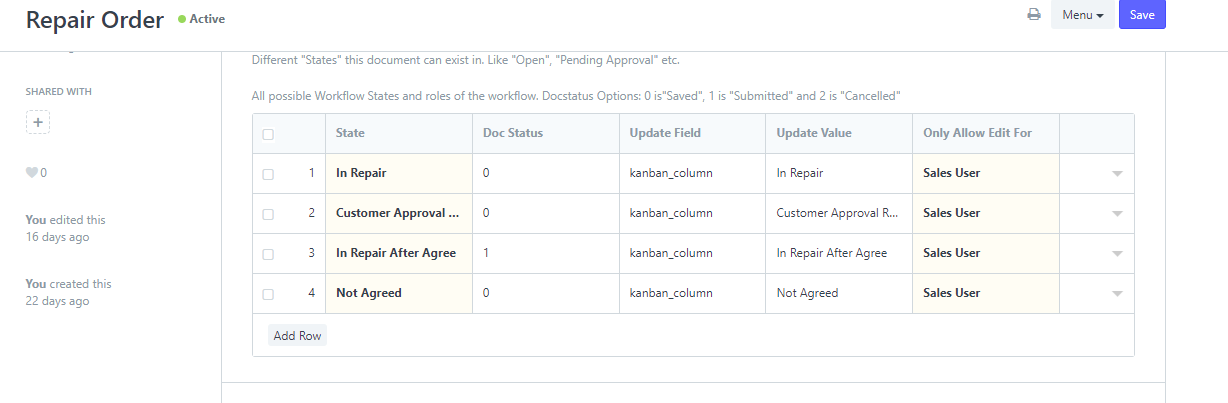 Repair Order
Active
Menu
Save
Different "States" this document can exist in. Like "Open", "Pending Approval" etc.
SHARED WITH
All possible Workflow States and roles of the workflow. Docstatus Options: 0 is"Saved", 1 is "Submitted" and 2 is "Cancelled"
+
State Doc Status Update Field Update Value Only Allow Edit For
1 In Repair 0 kanban_column In Repair Sales User
0
2 Customer Approval ... 0 kanban_column Customer Approval R... Sales User
You edited this
16 days ago
3 In Repair After Agree 1 kanban_column In Repair After Agree Sales User
You created this
22 days ago
4 Not Agreed 0 kanban_column Not Agreed Sales User
Add Row